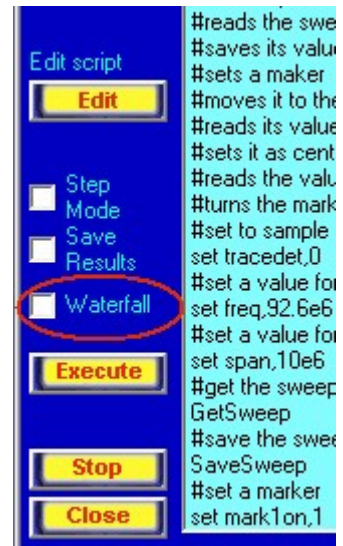 Edit script
Edit
Step
Mode
Save
Results
Waterfall
Execute
Stop
Close
#reads the swe
#saves its valu
#sets a maker
#moves it to the
#reads its value
#sets it as cent
#reads the valu
#turns the mark
#set to sample
set tracedet,0
#set a value for
set freq,92.6e6
#set a value for
set span,10e6
#get the sweep
GetSweep
#save the swee
SaveSweep
#set a marker
set mark1on,1